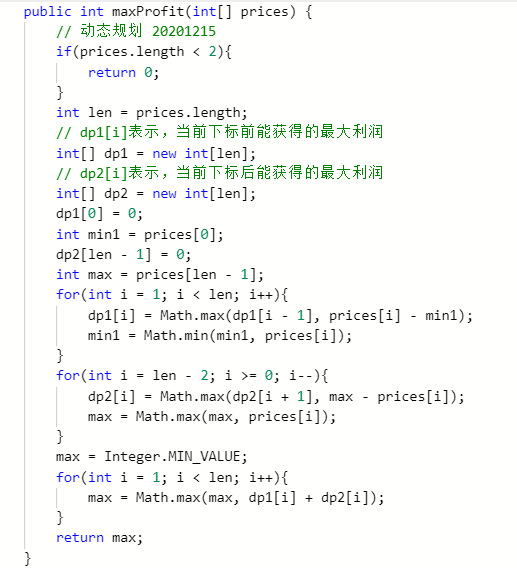 public int maxProfit(int[] prices) {
    // 动态规划 20201215
    if(prices.length < 2){
        return 0;
    }
    int len = prices.length;
    // dp1[i]表示，当前下标前能获得的最大利润
    int[] dp1 = new int[len];
    // dp2[i]表示，当前下标后能获得的最大利润
    int[] dp2 = new int[len];
    dp1[0] = 0;
    int min1 = prices[0];
    dp2[len - 1] = 0;
    int max = prices[len - 1];
    for(int i = 1; i < len; i++){
        dp1[i] = Math.max(dp1[i - 1], prices[i] - min1);
        min1 = Math.min(min1, prices[i]);
    }
    for(int i = len - 2; i >= 0; i--){
        dp2[i] = Math.max(dp2[i + 1], max - prices[i]);
        max = Math.max(max, prices[i]);
    }
    max = Integer.MIN_VALUE;
    for(int i = 1; i < len; i++){
        max = Math.max(max, dp1[i] + dp2[i]);
    }
    return max;
}